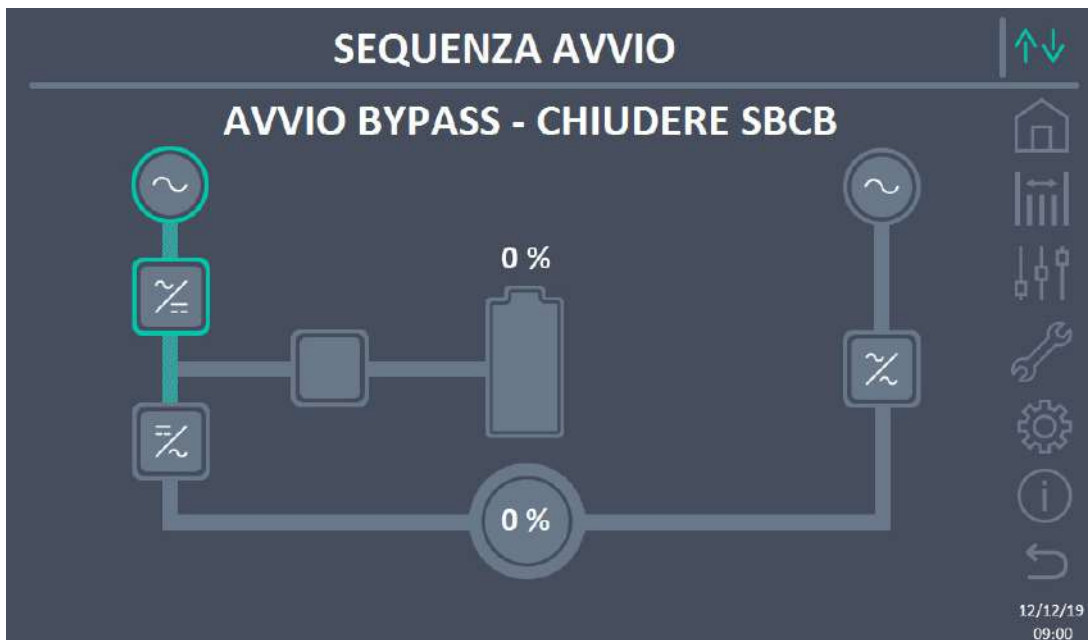 SEQUENZA AVVIO
AVVIO BYPASS - CHIUDERE SBCB
0 %
0 %
12/12/19
09:00